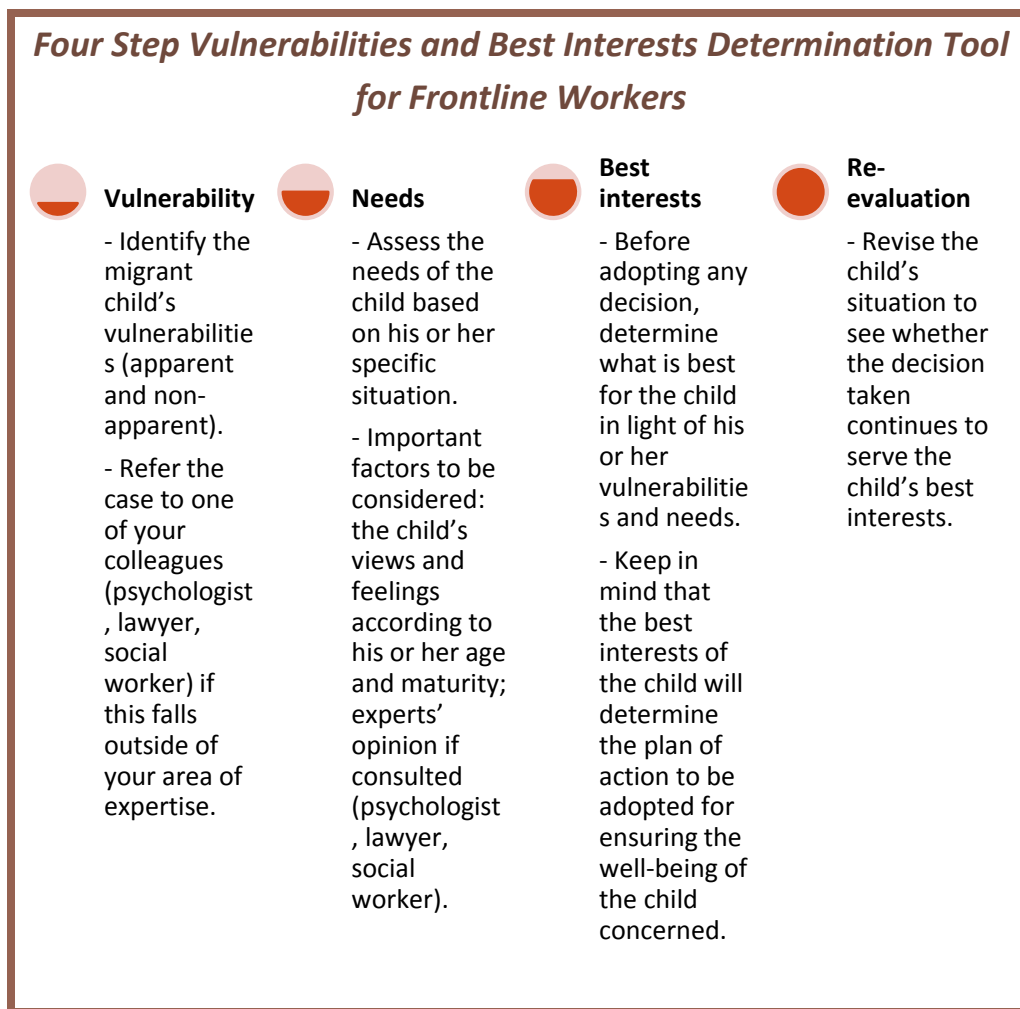 Four Step Vulnerabilities and Best Interests Determination Tool
for Frontline Workers
Vulnerability
- Identify the
migrant
child’s
vulnerabilitie
s (apparent
and non-
apparent).
- Refer the
case to one
of your
colleagues
(psychologist
, lawyer,
social
worker) if
this falls
outside of
your area of
expertise.
Needs
- Assess the
needs of the
child based
on his or her
specific
situation.
- Important
factors to be
considered:
the child’s
views and
feelings
according to
his or her age
and maturity;
experts’
opinion if
consulted
(psychologist
, lawyer,
social
worker).
Best
interests
- Before
adopting any
decision,
determine
what is best
for the child
in light of his
or her
vulnerabilitie
s and needs.
- Keep in
mind that
the best
interests of
the child will
determine
the plan of
action to be
adopted for
ensuring the
well-being of
the child
concerned.
Re-
evaluation
- Revise the
child’s
situation to
see whether
the decision
taken
continues to
serve the
child’s best
interests.